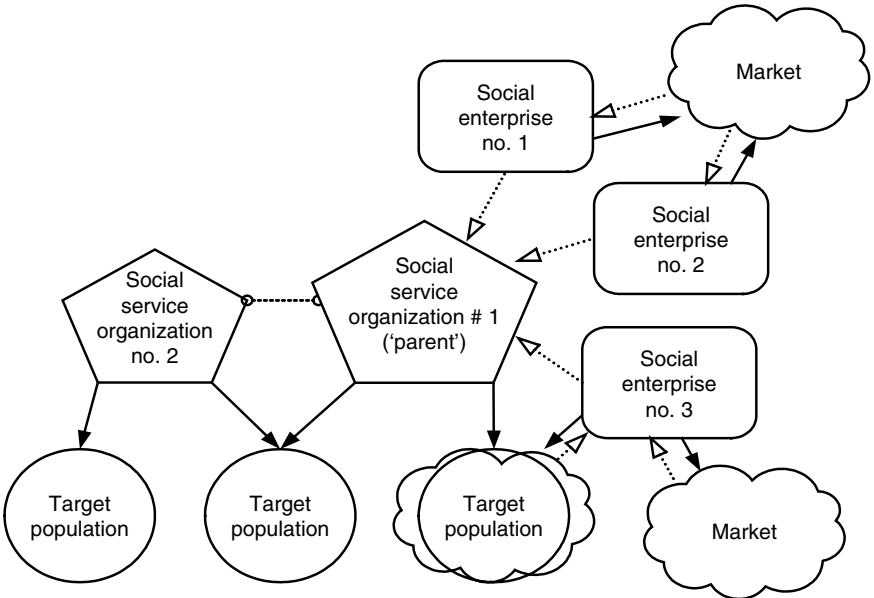 Market
Social
enterprise
no. 1
Social
enterprise
no. 2
Social
service
organization # 1
(‘parent’)
Social
service
organization
no. 2
Social
enterprise
no. 3
Target
population
Target
population
Target
population
Market